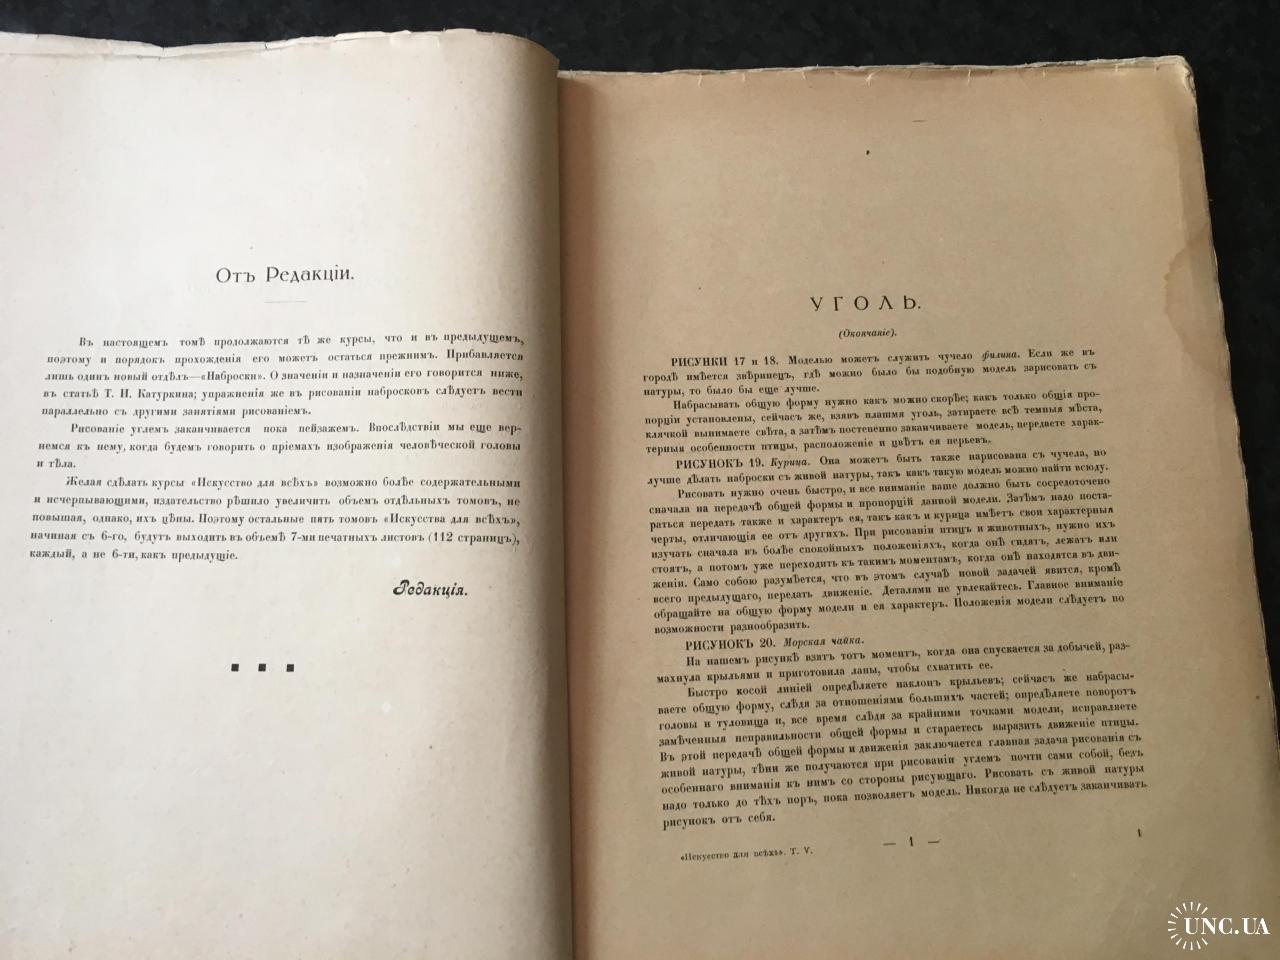 Отъ Редакціи.
Въ настоящемъ томѣ продолжаются тѣ же курсы, что и въ предыдущемъ,
поэтому и порядокъ прохожденія его можетъ остаться прежнимъ. Прибавляется
лишь одинъ новый отдѣлъ—«Наброски». О значеніи и назначеніи его говорится ниже,
въ статьѣ Т. И. Катуркина; упражненія же въ рисованіи набросковъ слѣдуетъ вести
параллельно съ другими занятіями рисованіемъ.
Рисованіе углемъ заканчивается пока пейзажемъ. Впослѣдствіи мы еще вер-
немся къ нему, когда будемъ говорить о пріемахъ изображенія человѣческой головы
и тѣла.
Желая сдѣлать курсы «Искусство для всѣхъ» возможно болѣе содержательными
и исчерпывающими, издательство рѣшило увеличить объемъ отдѣльныхъ томовъ, не
повышая, однако, ихъ цѣны. Поэтому остальные пять томовъ «Искусства для всѣхъ»,
начиная съ 6-го, будутъ выходить въ объемѣ 7-ми печатныхъ листовъ (112 страницъ),
каждый, а не 6-ти, какъ предыдущіе.
Редакція.
УГОЛЬ.
(Окончаніе).
РИСУНКИ 17 и 18. Моделью можетъ служить чучело филина. Если же въ
городѣ имѣется звѣринецъ, гдѣ можно было бы подобную модель зарисовать съ
натуры, то было бы еще лучше.
Набрасывать общую форму нужно какъ можно скорѣе; какъ только общія про-
порціи установлены, сейчасъ же, взявъ плашмя уголь, затираете всѣ темныя мѣста,
клячкой вынимаете свѣта, а затѣмъ постепенно заканчиваете модель, передаете харак-
терныя особенности птицы, расположеніе и цвѣтъ ея перьевъ.
РИСУНОКЪ 19. Курица. Она можетъ быть также нарисована съ чучела, но
лучше дѣлать наброски съ живой натуры, такъ какъ такую модель можно найти всюду.
Рисовать нужно очень быстро, и все вниманіе ваше должно быть сосредоточено
сначала на передачѣ общей формы и пропорцій данной модели. Затѣмъ надо поста-
раться передать также и характеръ ея, такъ какъ и курица имѣетъ свои характерныя
черты, отличающія ее отъ другихъ. При рисованіи птицъ и животныхъ, нужно ихъ
изучать сначала въ болѣе спокойныхъ положеніяхъ, когда онѣ сидятъ, лежатъ или
стоятъ, а потомъ уже переходить къ такимъ моментамъ, когда онѣ находятся въ дви-
женіи. Само собою разумѣется, что въ этомъ случаѣ новой задачей явится, кромѣ
всего предыдущаго, передать движеніе. Деталями не увлекайтесь. Главное вниманіе
обращайте на общую форму модели и ея характеръ. Положенія модели слѣдуетъ по
возможности разнообразить.
РИСУНОКЪ 20. Морская чайка.
На нашемъ рисункѣ взятъ тотъ моментъ, когда она спускается за добычей, раз-
махнула крыльями и приготовила лапы, чтобы схватить ее.
Быстро косой линіей опредѣляете наклонъ крыльевъ; сейчасъ же набрасы-
ваете общую форму, слѣдя за отношеніями большихъ частей; опредѣляете поворотъ
головы и туловища и, все время слѣдя за крайними точками модели, исправляете
замѣченныя неправильности общей формы и стараетесь выразить движеніе птицы.
Въ этой передачѣ общей формы и движенія заключается главная задача рисованія съ
живой натуры, тѣни же получаются при рисованіи углемъ почти сами собой, безъ
особеннаго вниманія къ нимъ со стороны рисующаго. Рисовать съ живой натуры
надо только до тѣхъ поръ, пока позволяетъ модель. Никогда не слѣдуетъ заканчивать
рисунокъ отъ себя.
«Искусство для всѣхъ». Т. V.
— 1 —
1
UNC.UA